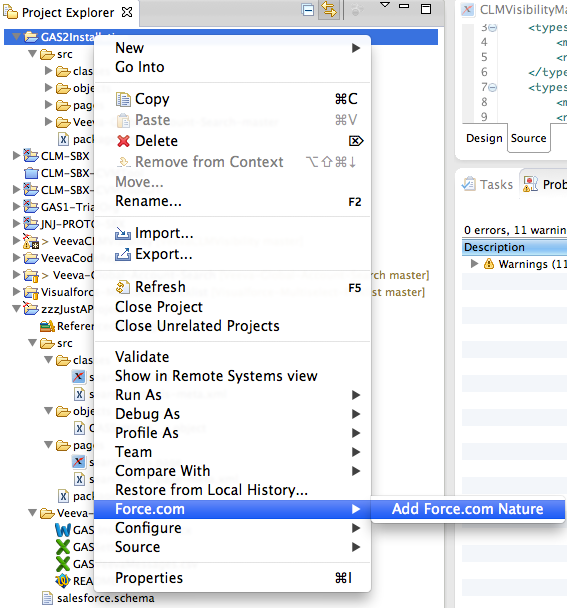 Project Explorer
CLMVisibilityMa
GAS2Install
src
clas
obje
pages
Veev
pack
CLM-SBX
CLM-SBX
CLM-SBX
GAS1-Tria
JNJ-PROTO
> VeevaCl
VeevaCod
> Veeva-
Visualforc
zzzJustAP
Referen
src
clas
s
s
obje
pages
s
s
pack
Veeva-
GAS
GAS
GAS
REA
salesforce.schema
rch master]
st master]
New
Go Into
Copy ⌘C
Paste ⌘V
Delete ⌦
Remove from Context ⌥⇧⌘↓
Move...
Rename... F2
Import...
Export...
Refresh F5
Close Project
Close Unrelated Projects
Validate
Show in Remote Systems view
Run As
Debug As
Profile As
Team
Compare With
Restore from Local History...
Force.com
Add Force.com Nature
Configure
Source
Properties ⌘I
3 <types
4 <m
5 <n
6 </types
7 <types
8 <m
9 <n
Design Source
Tasks Prob
0 errors, 11 warnin
Description
Warnings (11